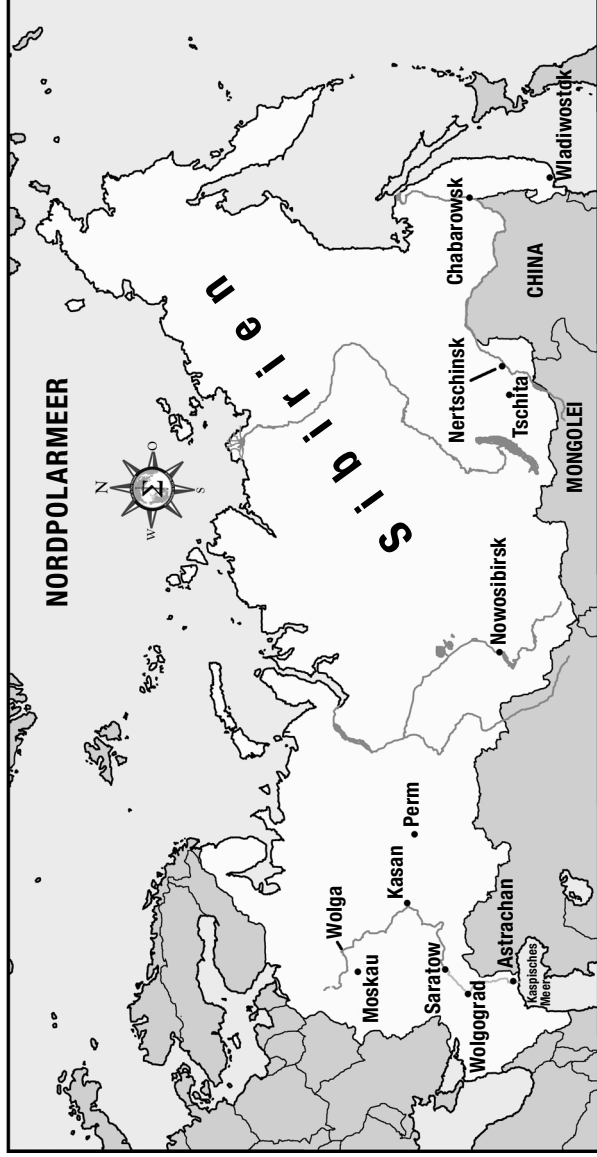 NORDPOLARMEER
N
W
O
S
Sibirien
Wolga
Moskau
Kasan
Perm
Saratow
Wolgograd
Astrachan
Kaspisches
Meer
Nowosibirsk
Nertschinsk
Tschita
Chabarowsk
Wladiwostok
MONGOLEI
CHINA